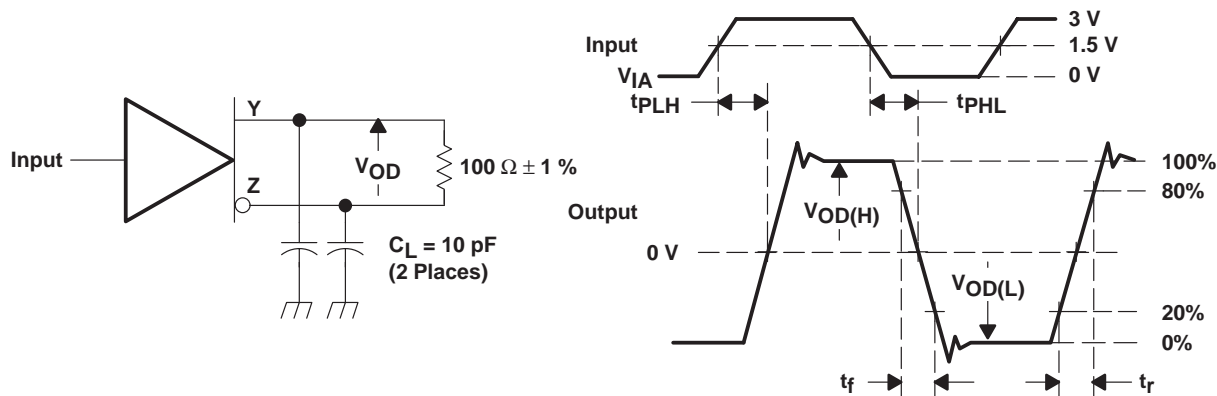 Input
Y
Z
V_OD
100 Ω ± 1 %
C_L = 10 pF
(2 Places)
Input
V_IA
3 V
1.5 V
0 V
t_PLH
t_PHL
Output
0 V
V_OD(H)
V_OD(L)
100%
80%
20%
0%
t_f
t_r